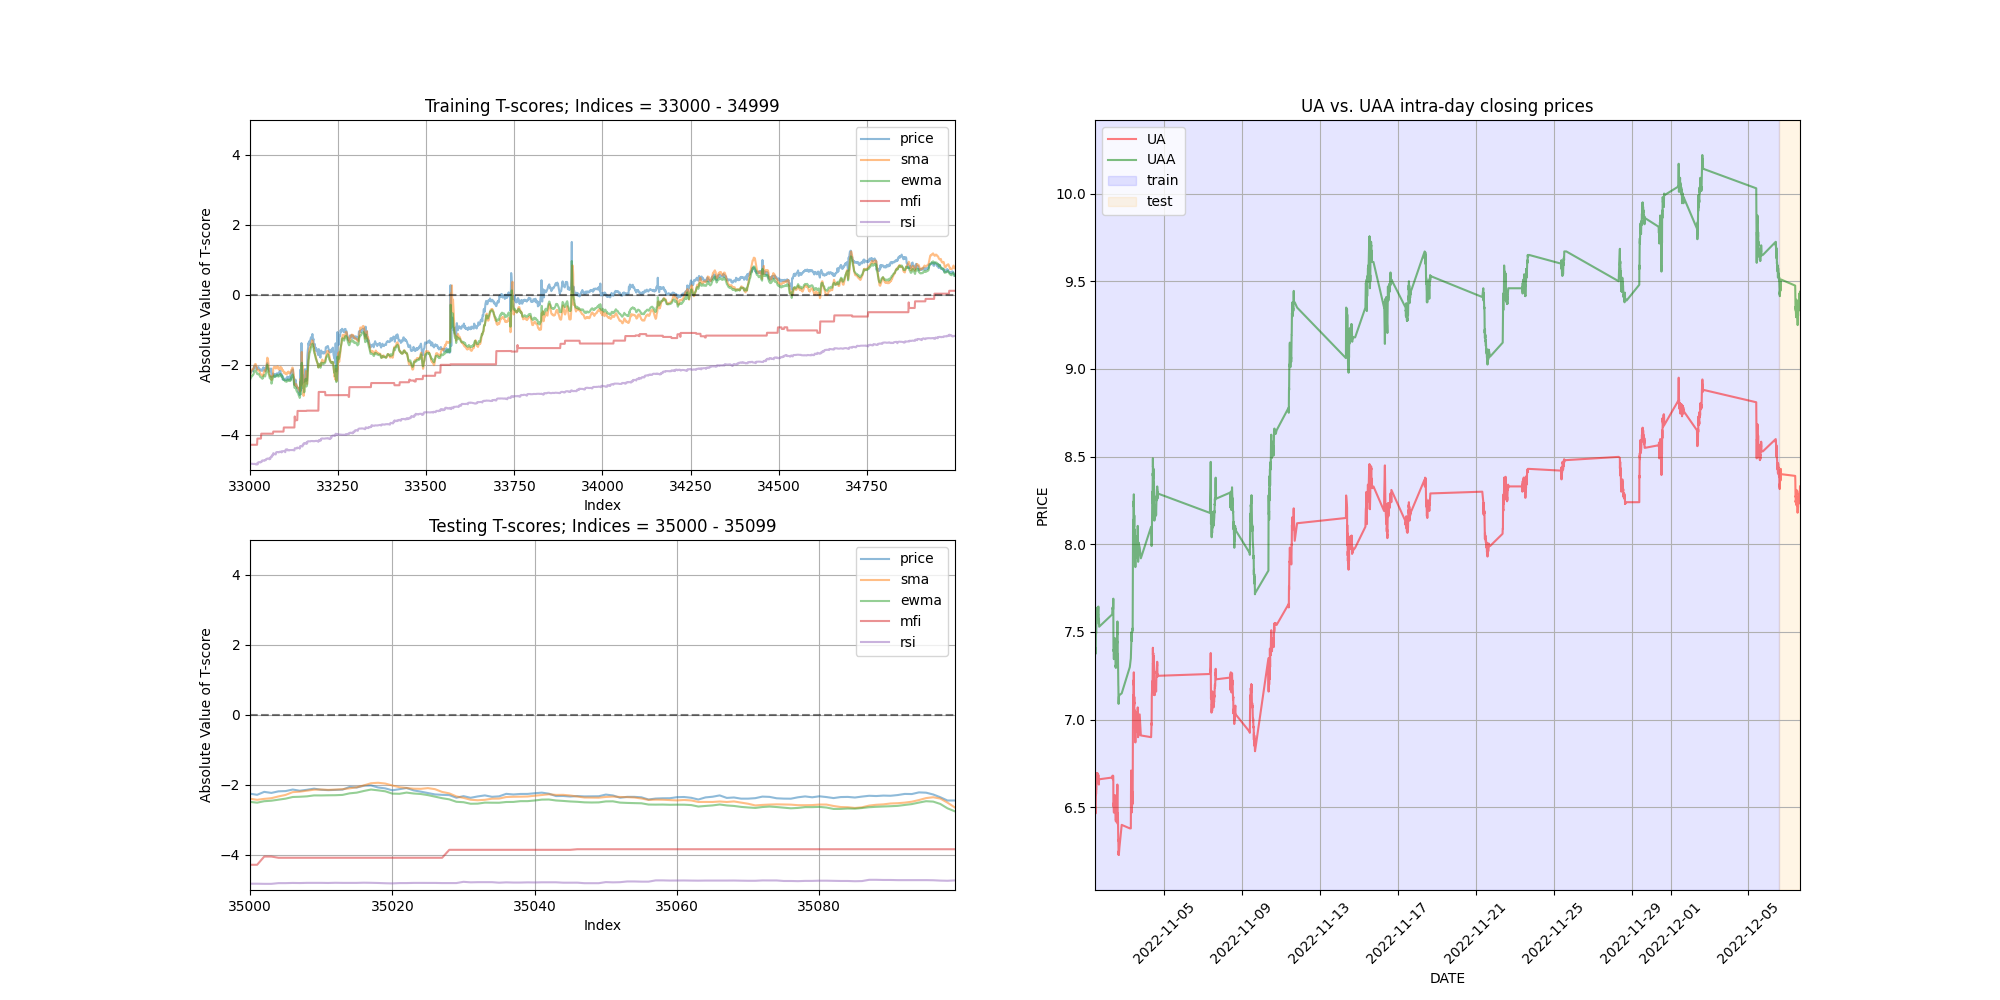 Training T-scores; Indices = 33000 - 34999
Absolute Value of T-score
4
2
0
−2
−4
price
sma
ewma
mfi
rsi
33000 33250 33500 33750 34000 34250 34500 34750
Index
Testing T-scores; Indices = 35000 - 35099
Absolute Value of T-score
4
2
0
−2
−4
price
sma
ewma
mfi
rsi
35000 35020 35040 35060 35080
Index
UA vs. UAA intra-day closing prices
UA
UAA
train
test
PRICE
10.0
9.5
9.0
8.5
8.0
7.5
7.0
6.5
2022-11-05 2022-11-09 2022-11-13 2022-11-17 2022-11-21 2022-11-25 2022-11-29 2022-12-01 2022-12-05
DATE